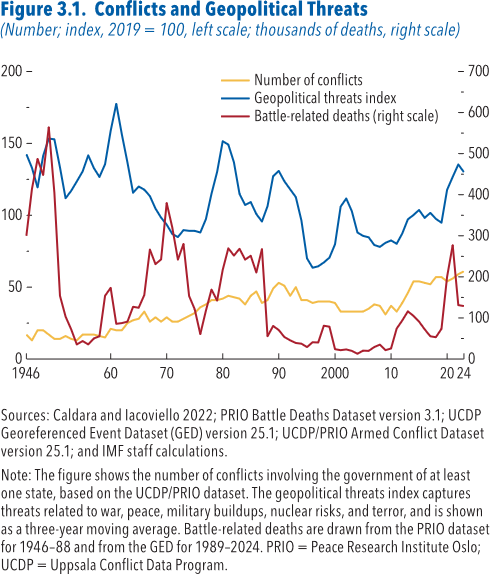 Figure 3.1. Conflicts and Geopolitical Threats
(Number; index, 2019 = 100, left scale; thousands of deaths, right scale)
200
150
100
50
0
700
600
500
400
300
200
100
0
Number of conflicts
Geopolitical threats index
Battle-related deaths (right scale)
1946 60 70 80 90 2000 10 20 24
Sources: Caldara and Iacoviello 2022; PRIO Battle Deaths Dataset version 3.1; UCDP
Georeferenced Event Dataset (GED) version 25.1; UCDP/PRIO Armed Conflict Dataset
version 25.1; and IMF staff calculations.
Note: The figure shows the number of conflicts involving the government of at least
one state, based on the UCDP/PRIO dataset. The geopolitical threats index captures
threats related to war, peace, military buildups, nuclear risks, and terror, and is shown
as a three-year moving average. Battle-related deaths are drawn from the PRIO dataset
for 1946–88 and from the GED for 1989–2024. PRIO = Peace Research Institute Oslo;
UCDP = Uppsala Conflict Data Program.